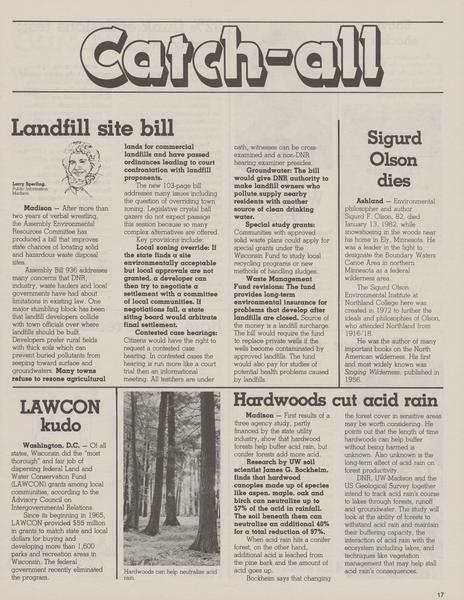 Catch-all
Landfill site bill
Larry Sperling,
Public Information
Madison
Madison — After more than
two years of verbal wrestling,
the Assembly Environmental
Resources Committee has
produced a bill that improves
state chances of locating solid
and hazardous waste disposal
sites.
Assembly Bill 936 addresses
many concerns that DNR,
industry, waste haulers and local
governments have had about
limitations in existing law. One
major stumbling block has been
that landfill developers collide
with town officials over where
landfills should be built.
Developers prefer rural fields
with thick soils which can
prevent buried pollutants from
seeping toward surface and
groundwaters. Many towns
refuse to rezone agricultural
lands for commercial
landfills and have passed
ordinances leading to court
confrontation with landfill
proponents.
The new 103-page bill
addresses many issues including
the question of overriding town
zoning. Legislative crystal ball
gazers do not expect passage
this session because so many
complex alternatives are offered.
Key provisions include:
Local zoning override: If
the state finds a site
environmentally acceptable
but local approvals are not
granted, a developer can
then try to negotiate a
settlement with a committee
of local communities. If
negotiations fail, a state
siting board would arbitrate
final settlement.
Contested case hearings:
Citizens would have the right to
request a contested case
hearing. In contested cases the
hearing is run more like a court
trial then an informational
meeting. All testifiers are under
oath, witnesses can be cross-
examined and a non-DNR
hearing examiner presides.
Groundwater: The bill
would give DNR authority to
make landfill owners who
pollute supply nearby
residents with another
source of clean drinking
water.
Special study grants:
Communities with approved
solid waste plans could apply for
special grants under the
Wisconsin Fund to study local
recycling programs or new
methods of handling sludges.
Waste Management
Fund revisions: The fund
provides long-term
environmental insurance for
problems that develop after
landfills are closed. Source of
the money is a landfill surcharge.
The bill would require the fund
to replace private wells if the
wells become contaminated by
approved landfills. The fund
would also pay for studies of
potential health problems caused
by landfills.
Sigurd
Olson
dies
Ashland — Environmental
philosopher and author
Sigurd F. Olson, 82, died
January 13, 1982, while
snowshoeing in the woods near
his home in Ely, Minnesota. He
was a leader in the fight to
designate the Boundary Waters
Canoe Area in northern
Minnesota as a federal
wilderness area.
The Sigurd Olson
Environmental Institute at
Northland College here was
created in 1972 to further the
ideals and philosophies of Olson,
who attended Northland from
1916-'18.
He was the author of many
important books on the North
American wilderness. His first
and most widely known was
Singing Wilderness, published in
1956.
LAWCON
kudo
Washington, D.C. — Of all
states, Wisconsin did the "most
thorough" and fair job of
dispersing federal Land and
Water Conservation Fund
(LAWCON) grants among local
communities, according to the
Advisory Council on
Intergovernmental Relations.
Since its beginning in 1965,
LAWCON provided $55 million
in grants to match state and local
dollars for buying and
developing more than 1,600
parks and recreation areas in
Wisconsin. The federal
government recently eliminated
the program.
Hardwoods can help neutralize acid
rain.
Hardwoods cut acid rain
Madison — First results of a
three agency study, partly
financed by the state utility
industry, show that hardwood
forests help buffer acid rain, but
conifer forests add more acid.
Research by UW soil
scientist James G. Bockheim,
finds that hardwood
canopies made up of species
like aspen, maple, oak and
birch can neutralize up to
57% of the acid in rainfall.
The soil beneath them can
neutralize an additional 40%
for a total reduction of 97%.
When acid rain hits a conifer
forest, on the other hand,
additional acid is leached from
the pine bark and the amount of
acid goes up.
Bockheim says that changing
the forest cover in sensitive areas
may be worth considering. He
points out that the length of time
hardwoods can help buffer
without being harmed is
unknown. Also unknown is the
long-term affect of acid rain on
forest productivity.
DNR, UW-Madison and the
US Geological Survey together
intend to track acid rain's course
to lakes through forests, runoff
and groundwater. The study will
look at the ability of forests to
withstand acid rain and maintain
their buffering capacity, the
interaction of acid rain with the
ecosystem including lakes, and
techniques like vegetation
management that may help stall
acid rain's consequences.
17